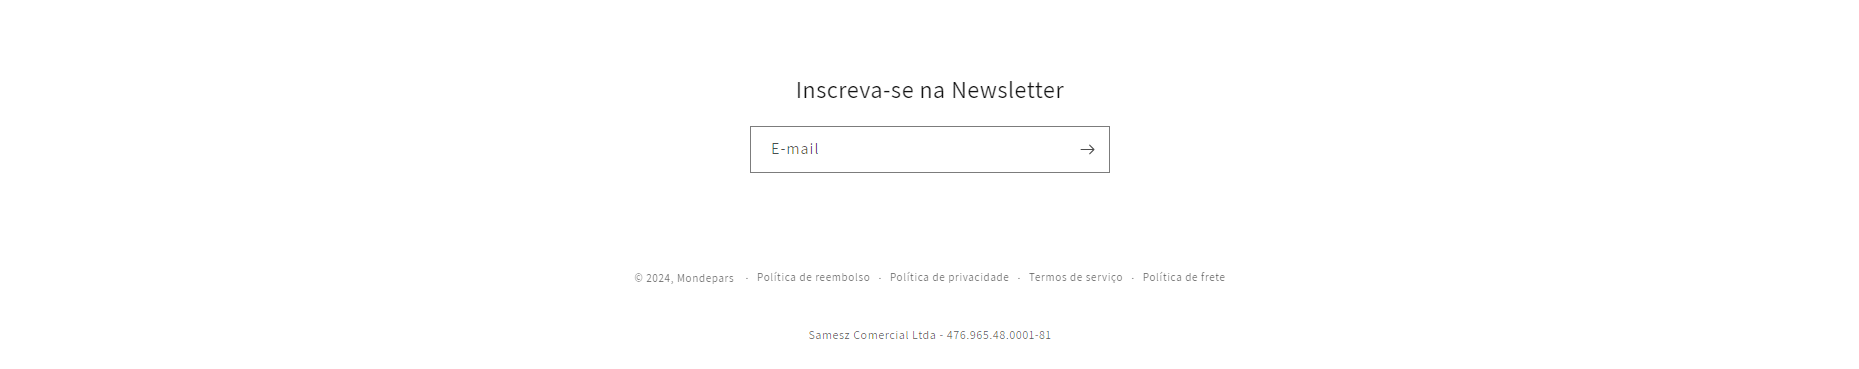 Inscreva-se na Newsletter
E-mail
© 2024, Mondepars · Política de reembolso · Política de privacidade · Termos de serviço · Política de frete
Samesz Comercial Ltda - 476.965.48.0001-81